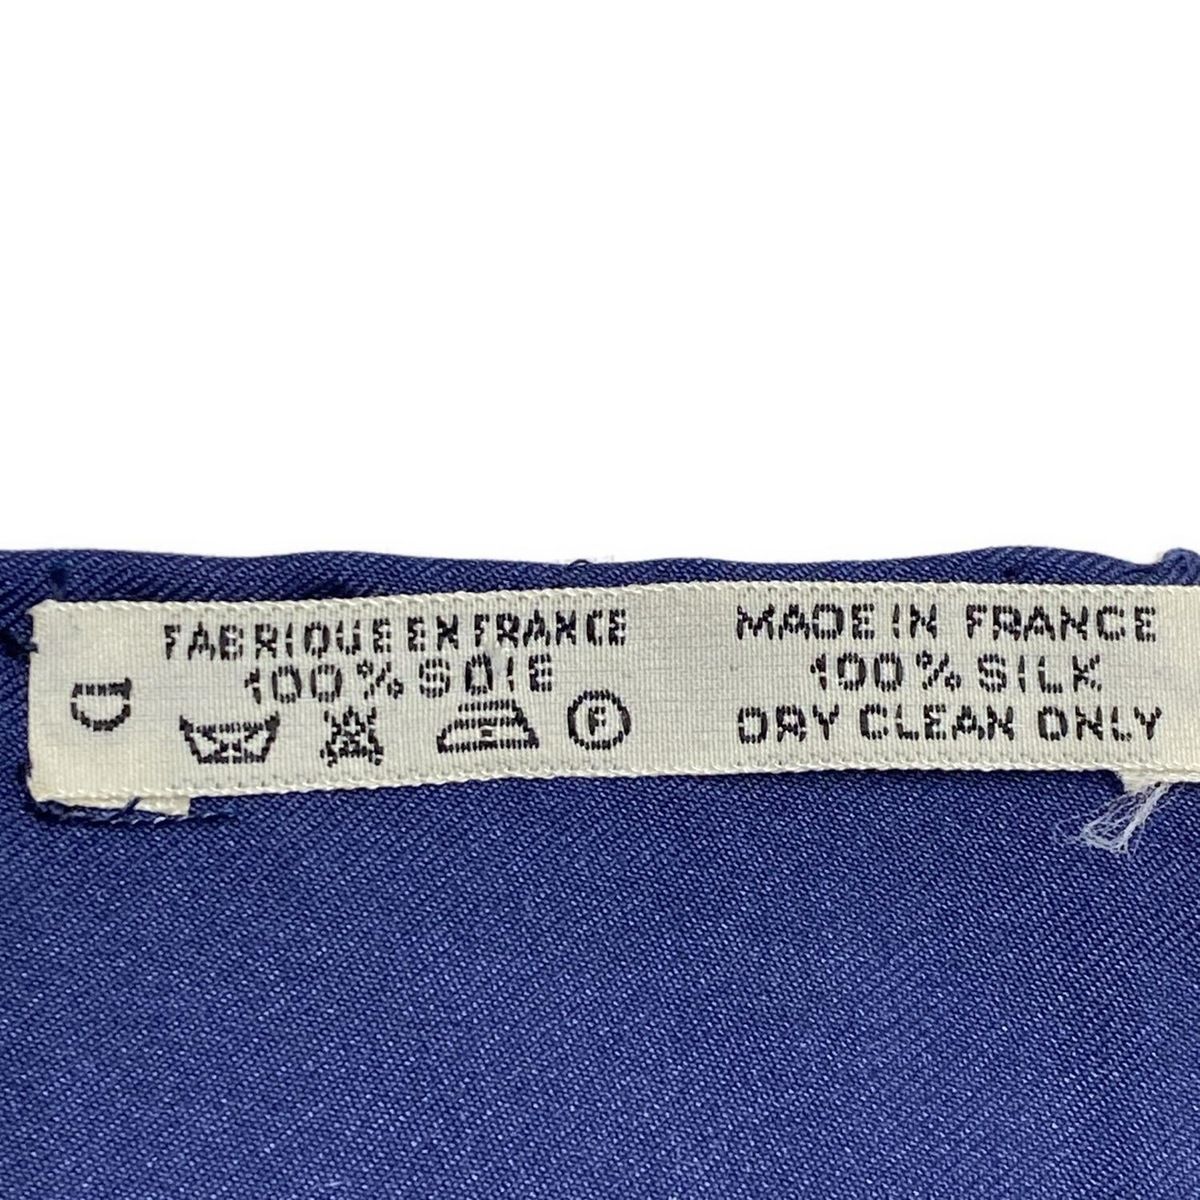 D
FABRIQUE EN FRANCE
100% SOIE
F
MADE IN FRANCE
100% SILK
DRY CLEAN ONLY